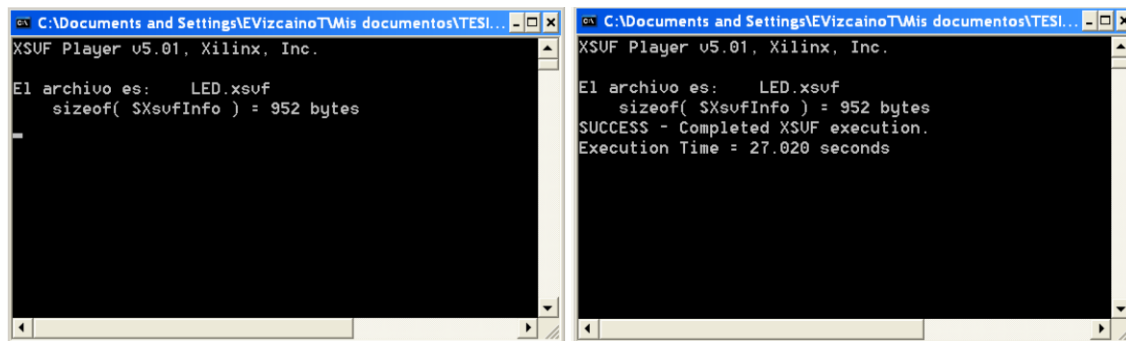 C:\Documents and Settings\EVizcainoT\Mis documentos\TESI...
XSVF Player v5.01, Xilinx, Inc.
El archivo es: LED.xsvf
sizeof( SXsvfInfo ) = 952 bytes
C:\Documents and Settings\EVizcainoT\Mis documentos\TESI...
XSVF Player v5.01, Xilinx, Inc.
El archivo es: LED.xsvf
sizeof( SXsvfInfo ) = 952 bytes
SUCCESS - Completed XSVF execution.
Execution Time = 27.020 seconds